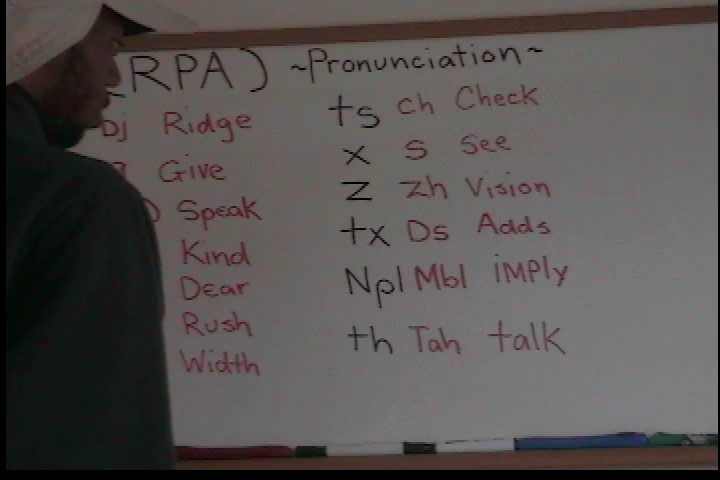 (RPA) ~Pronunciation~
Dj Ridge
Give
Speak
Kind
Dear
Rush
Width
ts ch Check
x s See
z zh Vision
tx Ds Adds
Npl Mbl iMPly
th Tah talk